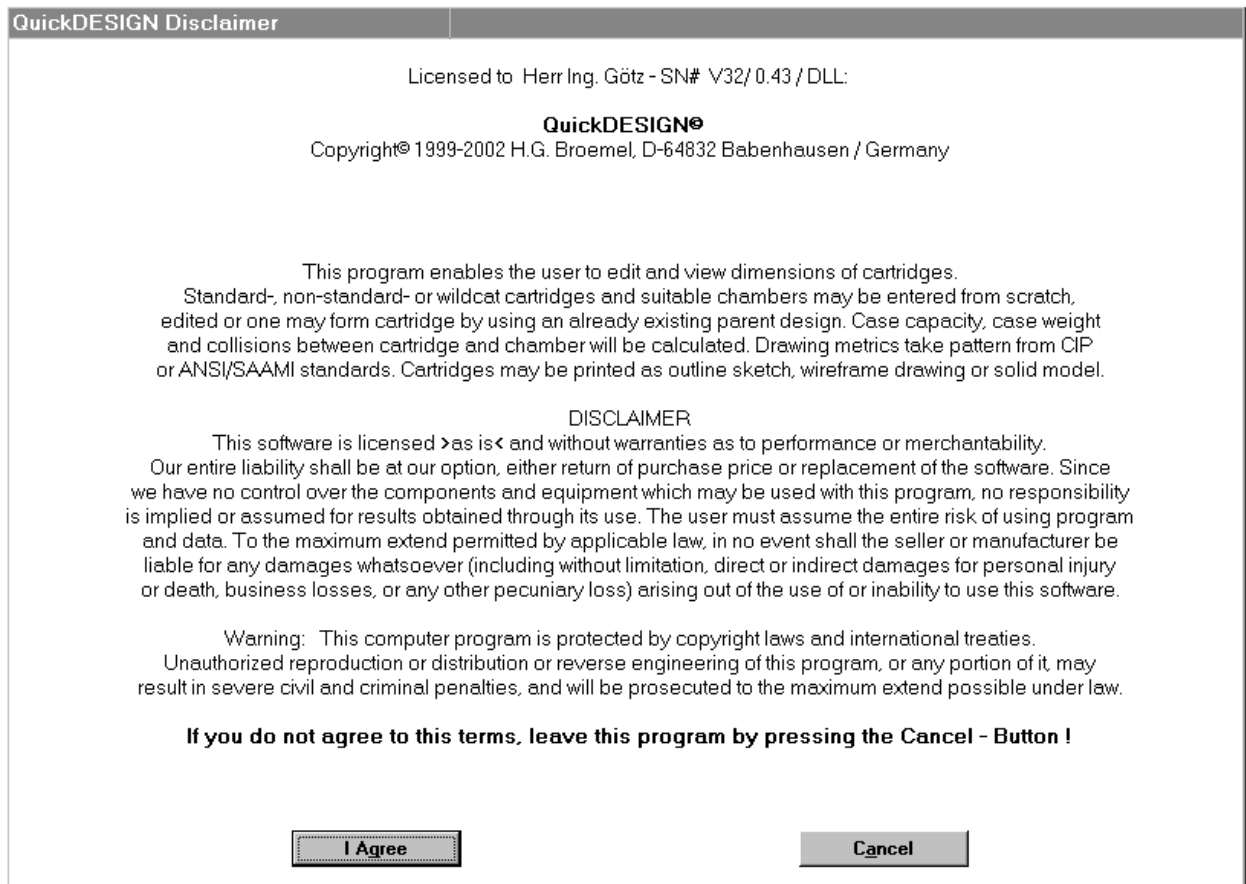 QuickDESIGN Disclaimer
Licensed to Herr Ing. Götz - SN# V32/ 0.43 / DLL:
QuickDESIGN©
Copyright© 1999-2002 H.G. Broemel, D-64832 Babenhausen / Germany
This program enables the user to edit and view dimensions of cartridges.
Standard-, non-standard- or wildcat cartridges and suitable chambers may be entered from scratch,
edited or one may form cartridge by using an already existing parent design. Case capacity, case weight
and collisions between cartridge and chamber will be calculated. Drawing metrics take pattern from CIP
or ANSI/SAAMI standards. Cartridges may be printed as outline sketch, wireframe drawing or solid model.
DISCLAIMER
This software is licensed >as is< and without warranties as to performance or merchantability.
Our entire liability shall be at our option, either return of purchase price or replacement of the software. Since
we have no control over the components and equipment which may be used with this program, no responsibility
is implied or assumed for results obtained through its use. The user must assume the entire risk of using program
and data. To the maximum extend permitted by applicable law, in no event shall the seller or manufacturer be
liable for any damages whatsoever (including without limitation, direct or indirect damages for personal injury
or death, business losses, or any other pecuniary loss) arising out of the use of or inability to use this software.
Warning: This computer program is protected by copyright laws and international treaties.
Unauthorized reproduction or distribution or reverse engineering of this program, or any portion of it, may
result in severe civil and criminal penalties, and will be prosecuted to the maximum extend possible under law.
If you do not agree to this terms, leave this program by pressing the Cancel - Button !
I Agree
Cancel